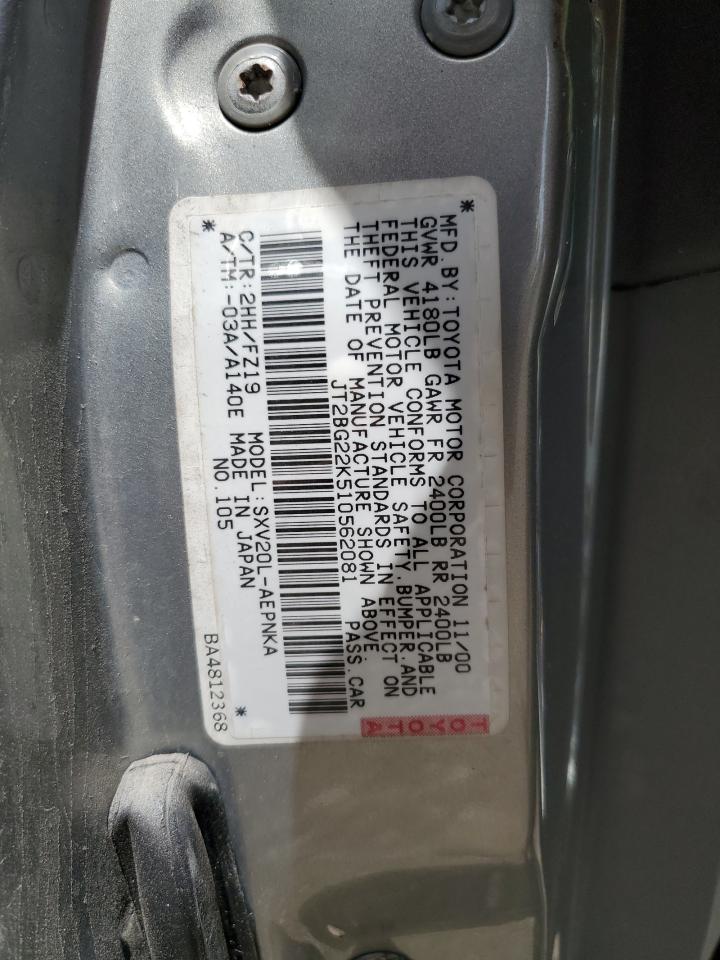 *
MFD. BY: TOYOTA MOTOR CORPORATION 11/00
GVWR 4180LB GAWR FR 2400LB RR 2400LB
THIS VEHICLE CONFORMS TO ALL APPLICABLE
FEDERAL MOTOR VEHICLE SAFETY, BUMPER, AND
THEFT PREVENTION STANDARDS IN EFFECT ON
THE DATE OF MANUFACTURE SHOWN ABOVE.
JT2BG22K510562081 PASS. CAR
TOYOTA
C/TR: 2HH/FZ19 MODEL: SXV20L-AEPNKA
A/TM: -03A/A140E MADE IN JAPAN
* NO. 105 *
BA4812368